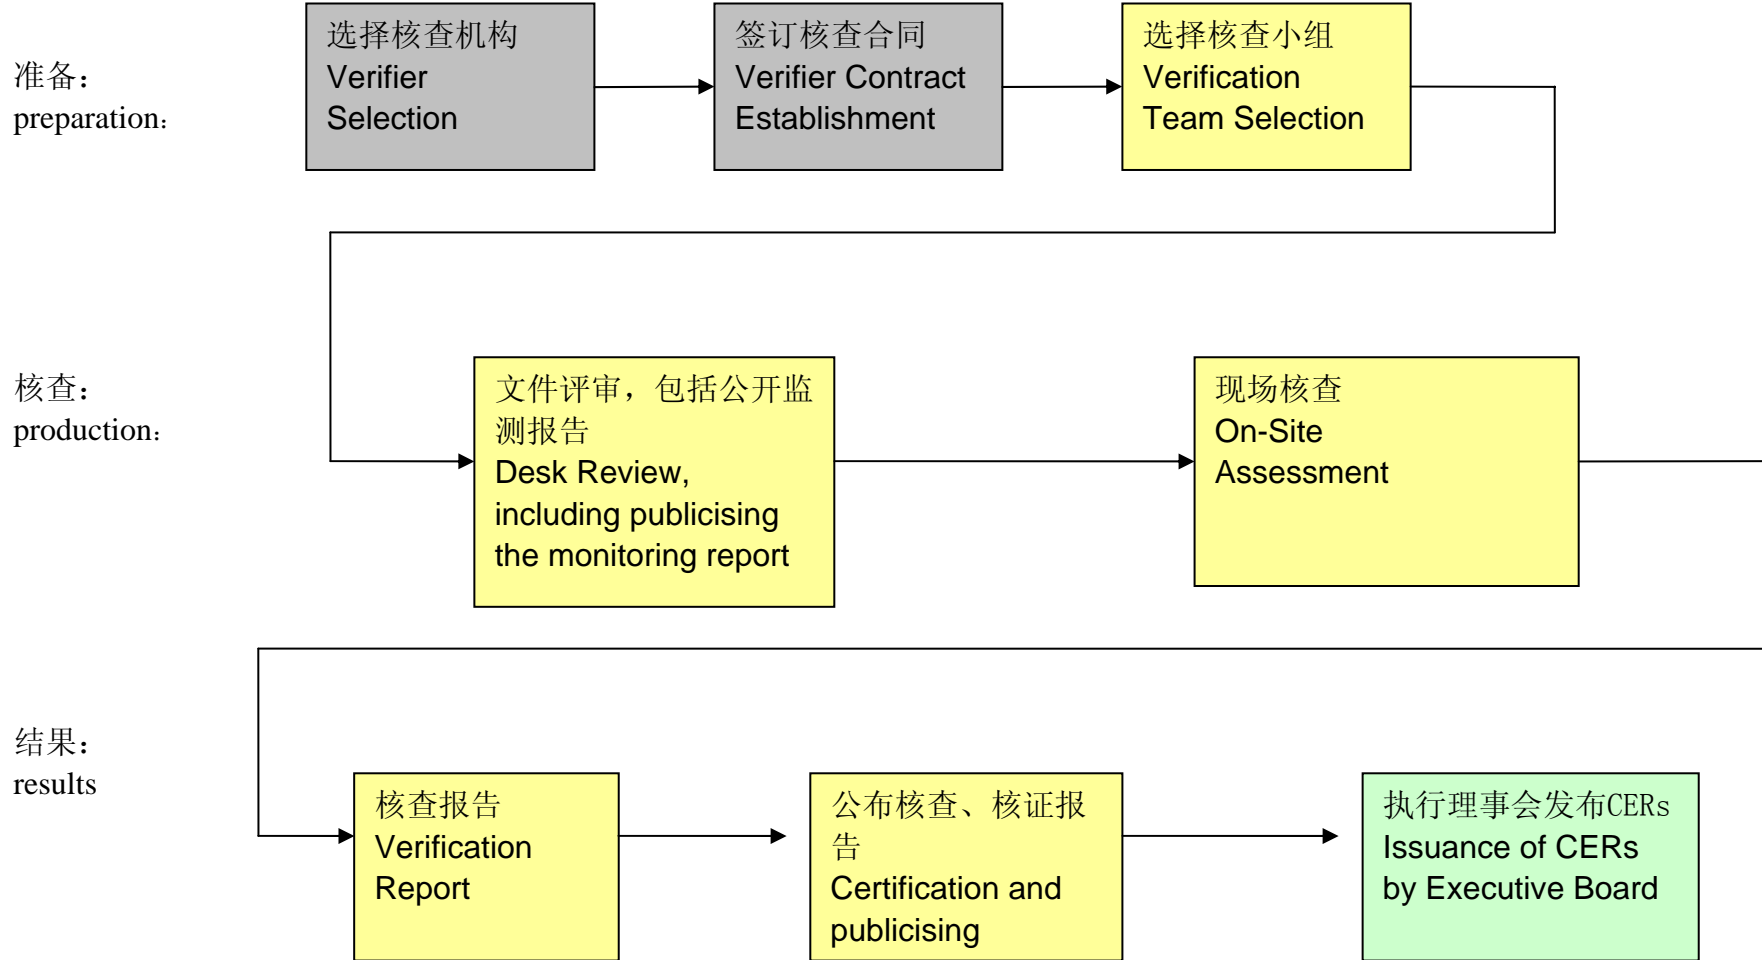 准备：
preparation：
选择核查机构
Verifier
Selection
签订核查合同
Verifier Contract
Establishment
选择核查小组
Verification
Team Selection
核查：
production：
文件评审，包括公开监
测报告
Desk Review,
including publicising
the monitoring report
现场核查
On-Site
Assessment
结果：
results
核查报告
Verification
Report
公布核查、核证报
告
Certification and
publicising
执行理事会发布CERs
Issuance of CERs
by Executive Board